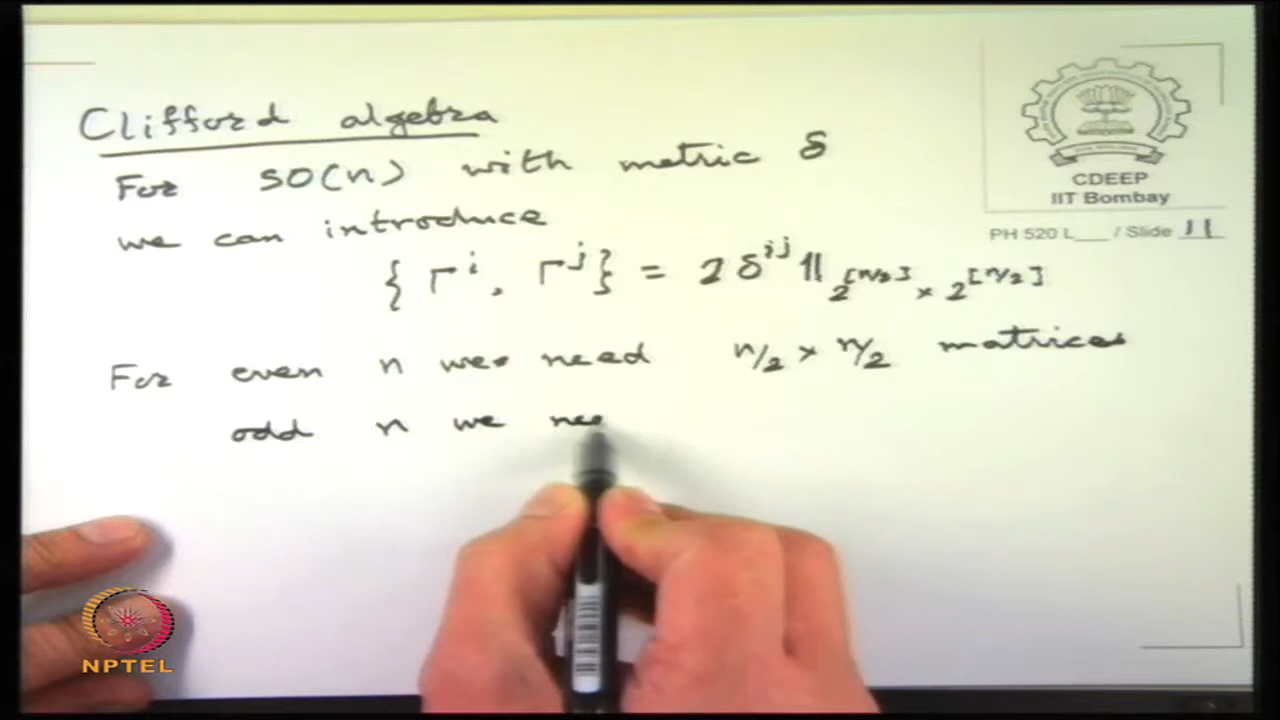 Clifford algebra
For SO(n) with metric δ
we can introduce
{ Γ^i, Γ^j } = 2 δ^{ij} 𝟙_{2^{[n/2]} × 2^{[n/2]}}
For even n we need n/2 × n/2 matrices
odd n we nee
CDEEP
IIT Bombay
PH 520 L___ / Slide 11
NPTEL